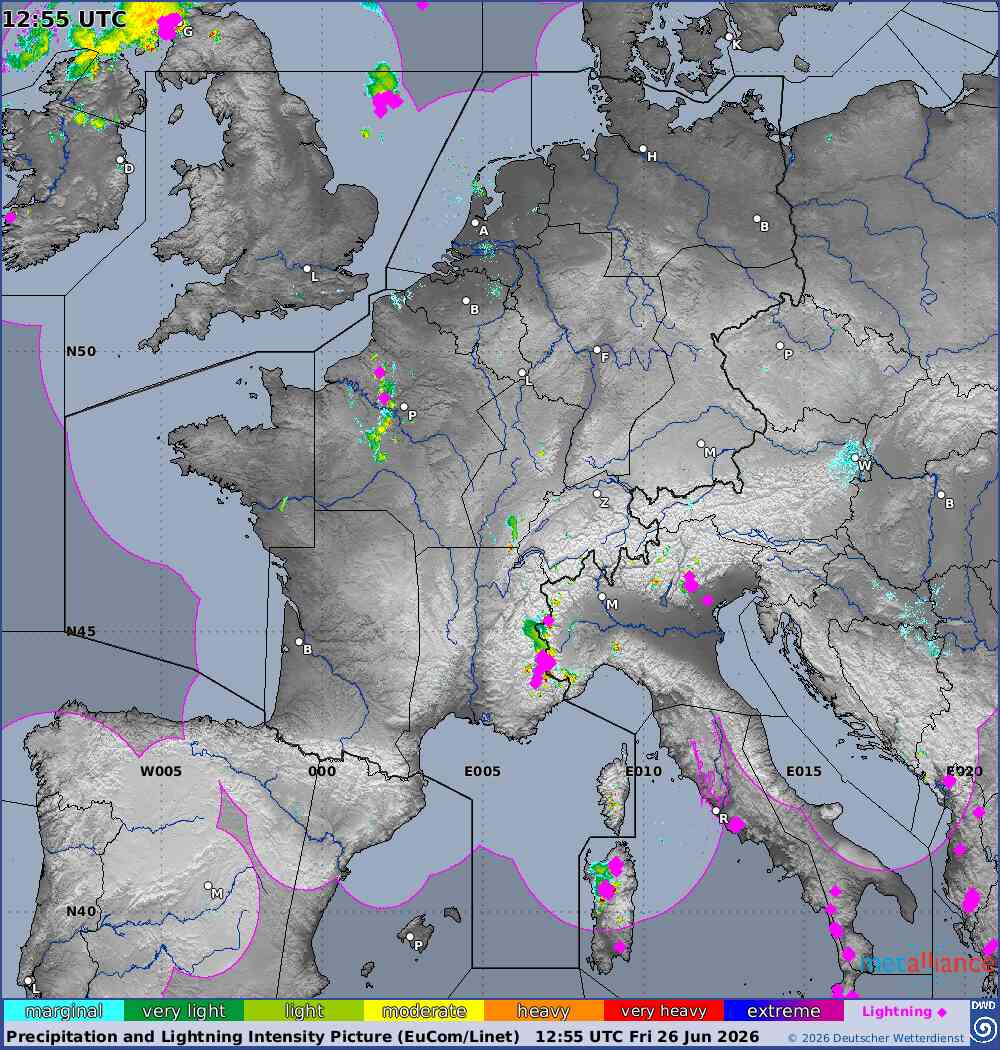 12:55 UTC
G
K
D
H
A
B
L
B
N50
F
P
L
P
M
W
Z
B
M
N45
B
W005
000
E005
E010
E015
E020
R
M
N40
P
L
metalliance
marginal
very light
light
moderate
heavy
very heavy
extreme
Lightning
DWD
Precipitation and Lightning Intensity Picture (EuCom/Linet) 12:55 UTC Fri 26 Jun 2026
© 2026 Deutscher Wetterdienst